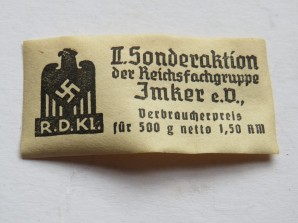 II. Sonderaktion
der Reichsfachgruppe
Imker e.V.,
Verbraucherpreis
für 500 g netto 1,50 RM
R.D.Kl.